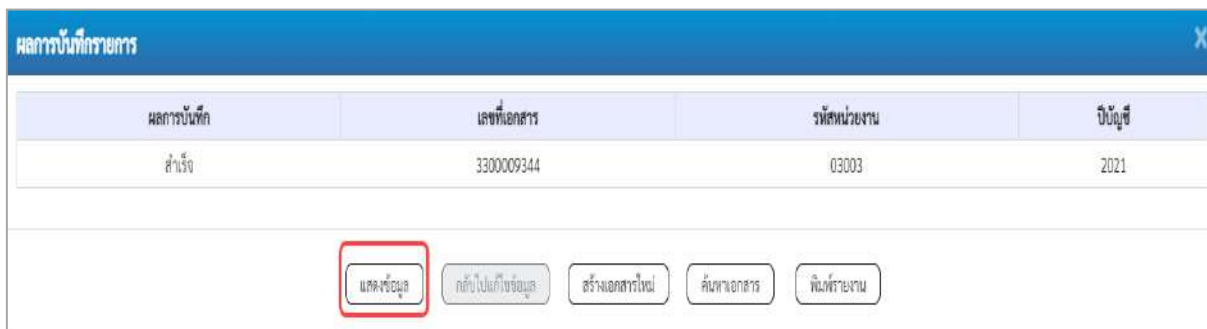 ผลการบันทึกรายการ X
ผลการบันทึก เลขที่เอกสาร รหัสหน่วยงาน ปีบัญชี
สำเร็จ 3300009344 03003 2021
แสดงข้อมูล กลับไปแก้ไขข้อมูล สร้างเอกสารใหม่ ค้นหาเอกสาร พิมพ์รายงาน